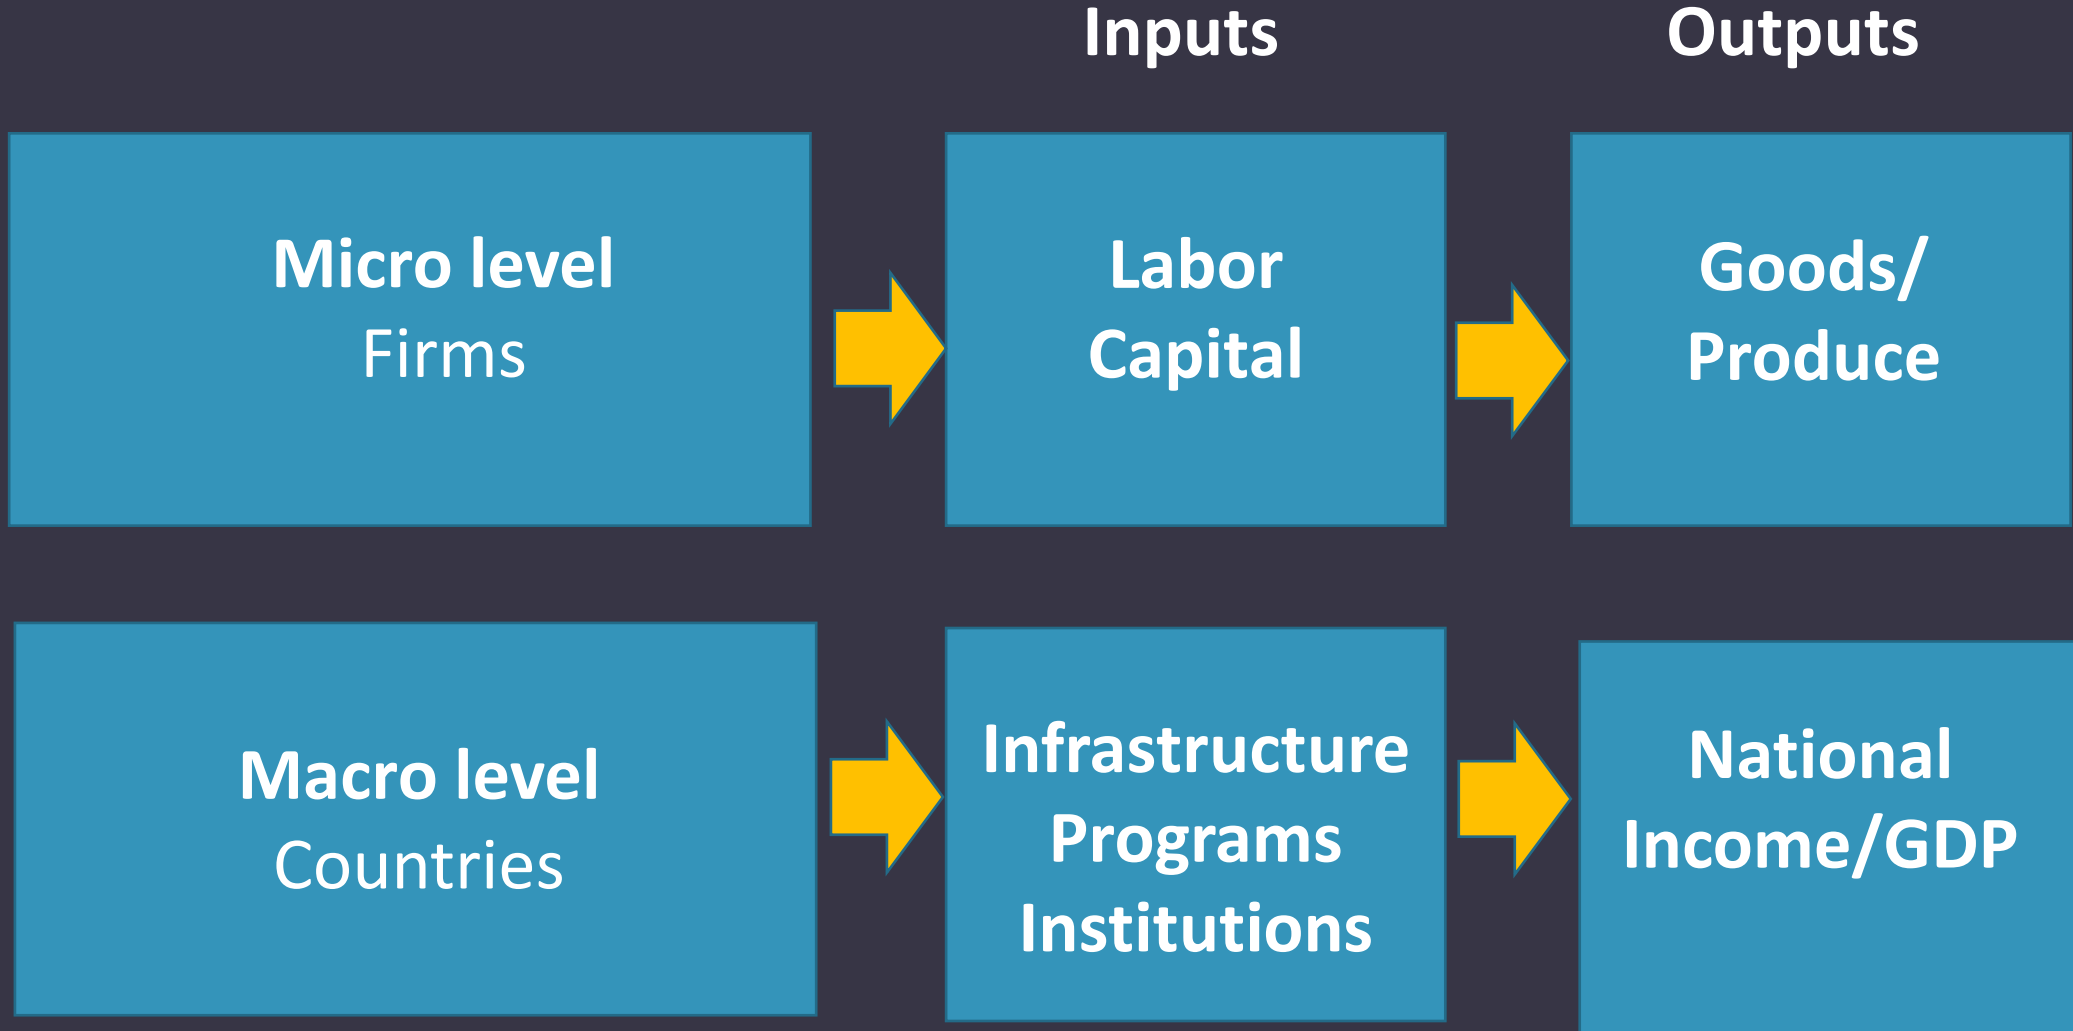 Inputs
Outputs
Micro level
Firms
Labor
Capital
Goods/
Produce
Macro level
Countries
Infrastructure
Programs
Institutions
National
Income/GDP